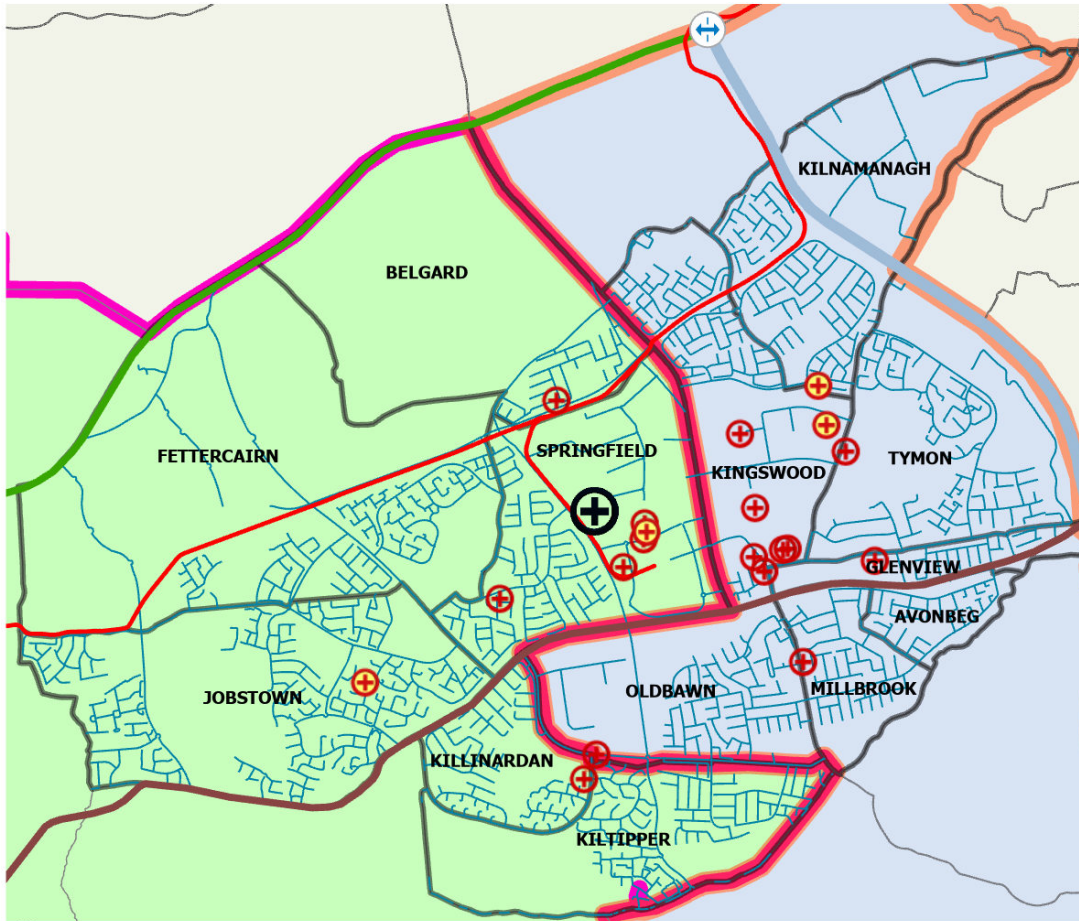 KILNAMANAGH
BELGARD
FETTERCAIRN
SPRINGFIELD
KINGSWOOD
TYMON
GLENVIEW
AVONBEG
JOBSTOWN
OLDBAWN
MILLBROOK
KILLINARDAN
KILTIPPER